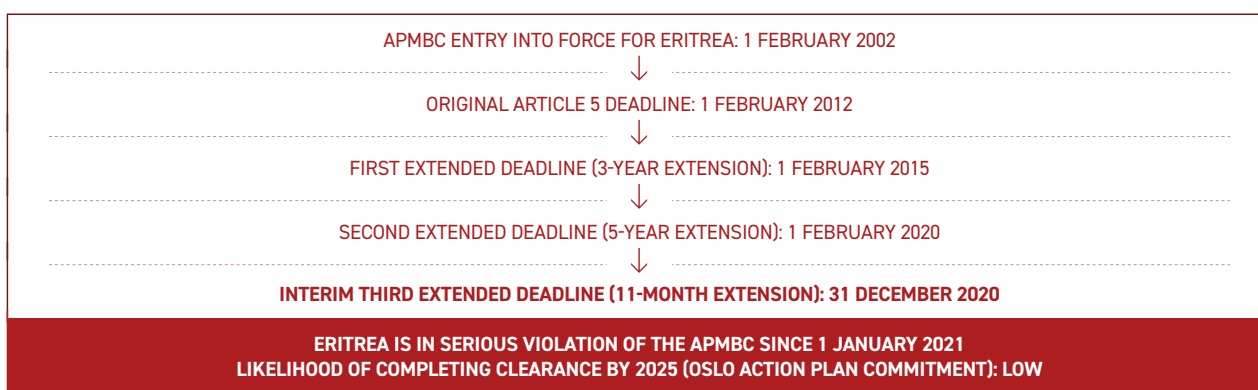 APMBC ENTRY INTO FORCE FOR ERITREA: 1 FEBRUARY 2002
ORIGINAL ARTICLE 5 DEADLINE: 1 FEBRUARY 2012
FIRST EXTENDED DEADLINE (3-YEAR EXTENSION): 1 FEBRUARY 2015
SECOND EXTENDED DEADLINE (5-YEAR EXTENSION): 1 FEBRUARY 2020
INTERIM THIRD EXTENDED DEADLINE (11-MONTH EXTENSION): 31 DECEMBER 2020
ERITREA IS IN SERIOUS VIOLATION OF THE APMBC SINCE 1 JANUARY 2021
LIKELIHOOD OF COMPLETING CLEARANCE BY 2025 (OSLO ACTION PLAN COMMITMENT): LOW